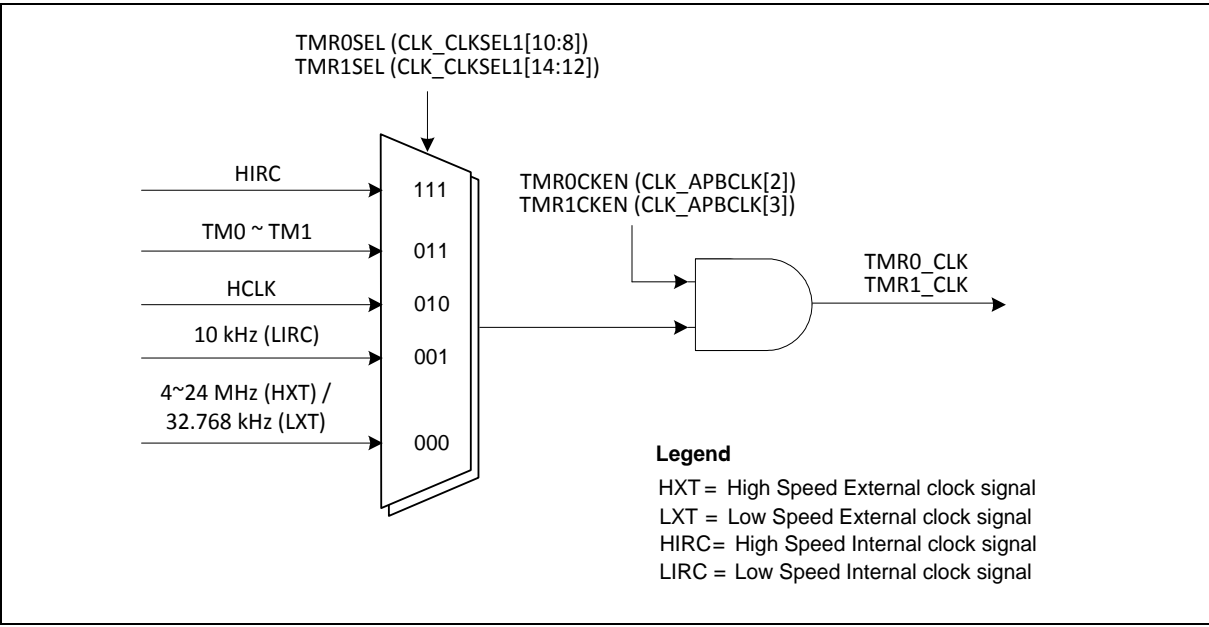 TMR0SEL (CLK_CLKSEL1[10:8])
TMR1SEL (CLK_CLKSEL1[14:12])
HIRC
111
TM0 ~ TM1
011
HCLK
010
10 kHz (LIRC)
001
4~24 MHz (HXT) /
32.768 kHz (LXT)
000
TMR0CKEN (CLK_APBCLK[2])
TMR1CKEN (CLK_APBCLK[3])
TMR0_CLK
TMR1_CLK
Legend
HXT = High Speed External clock signal
LXT = Low Speed External clock signal
HIRC= High Speed Internal clock signal
LIRC = Low Speed Internal clock signal